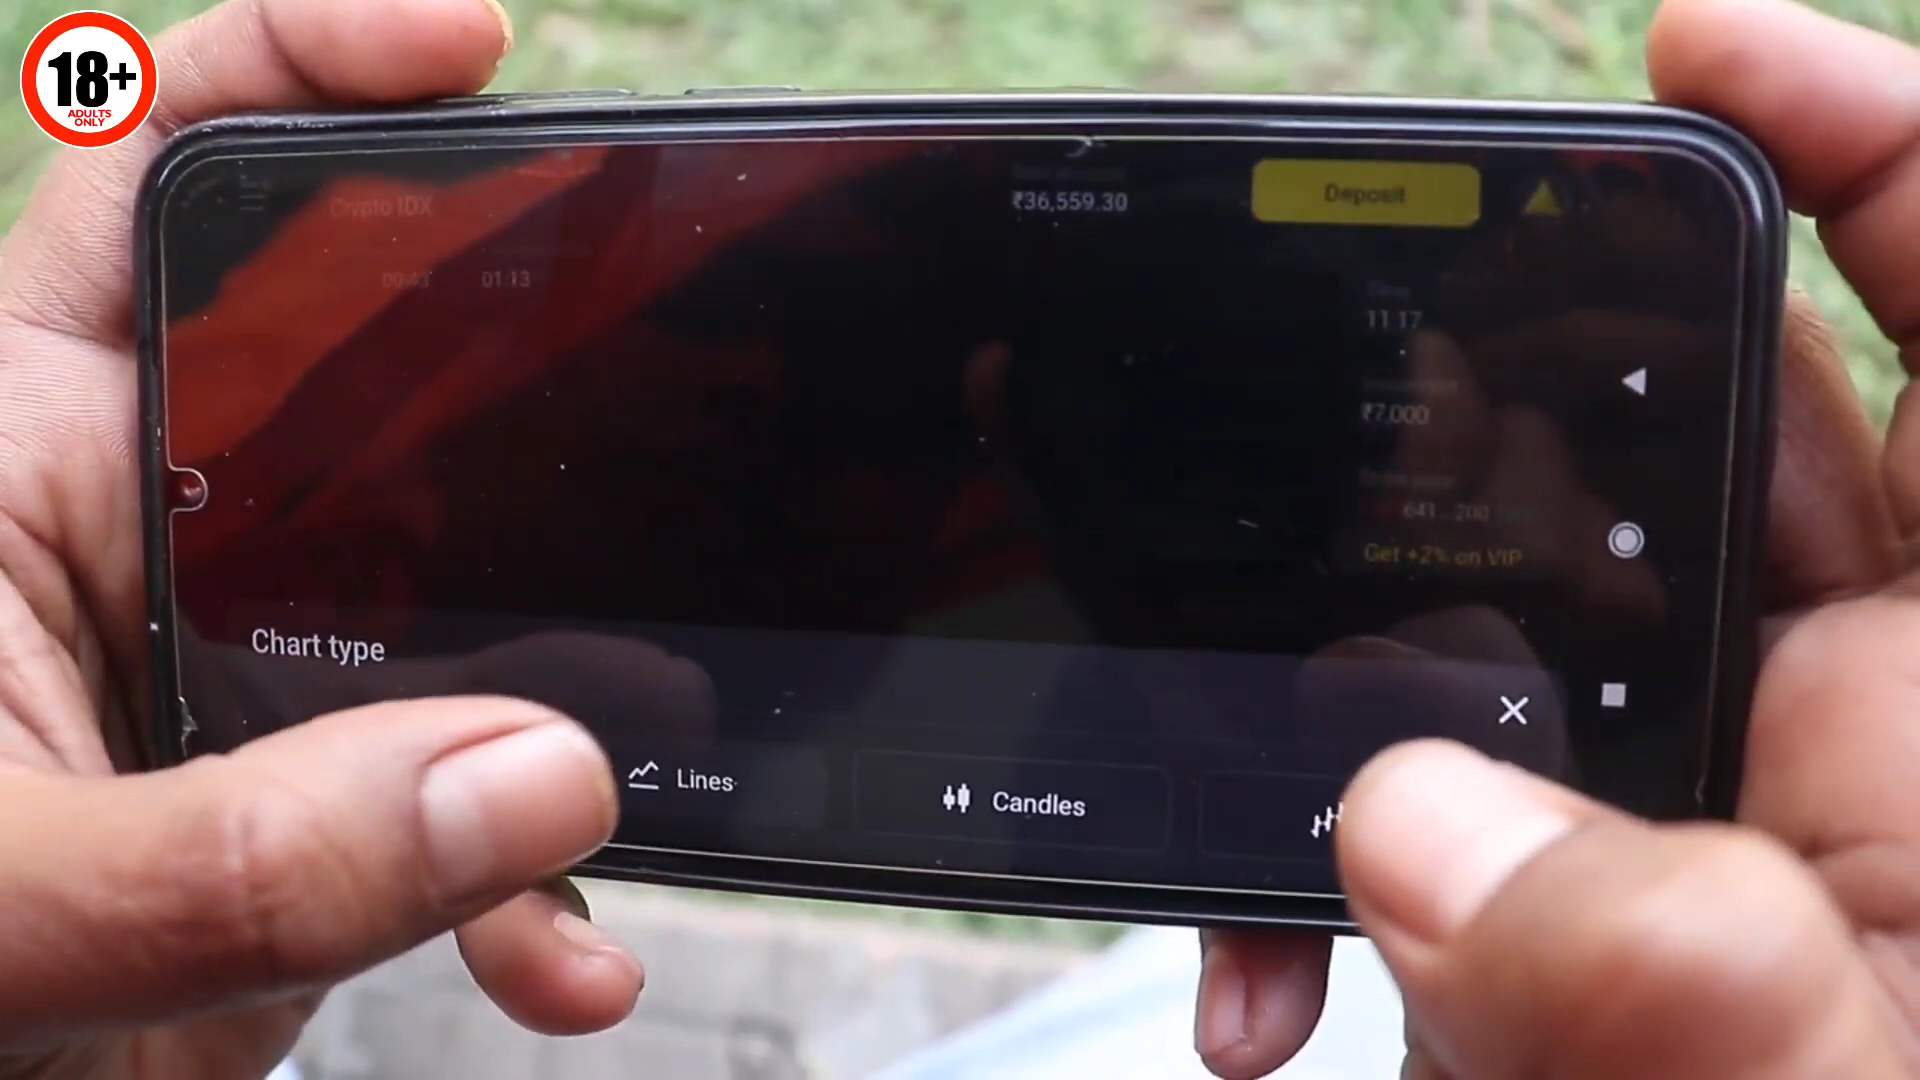 18+
ADULTS
ONLY
Crypto IDX
₹36,559.30
Deposit
00:43
01:13
11:17
₹7,000
Get +2% on VIP
Chart type
Lines
Candles